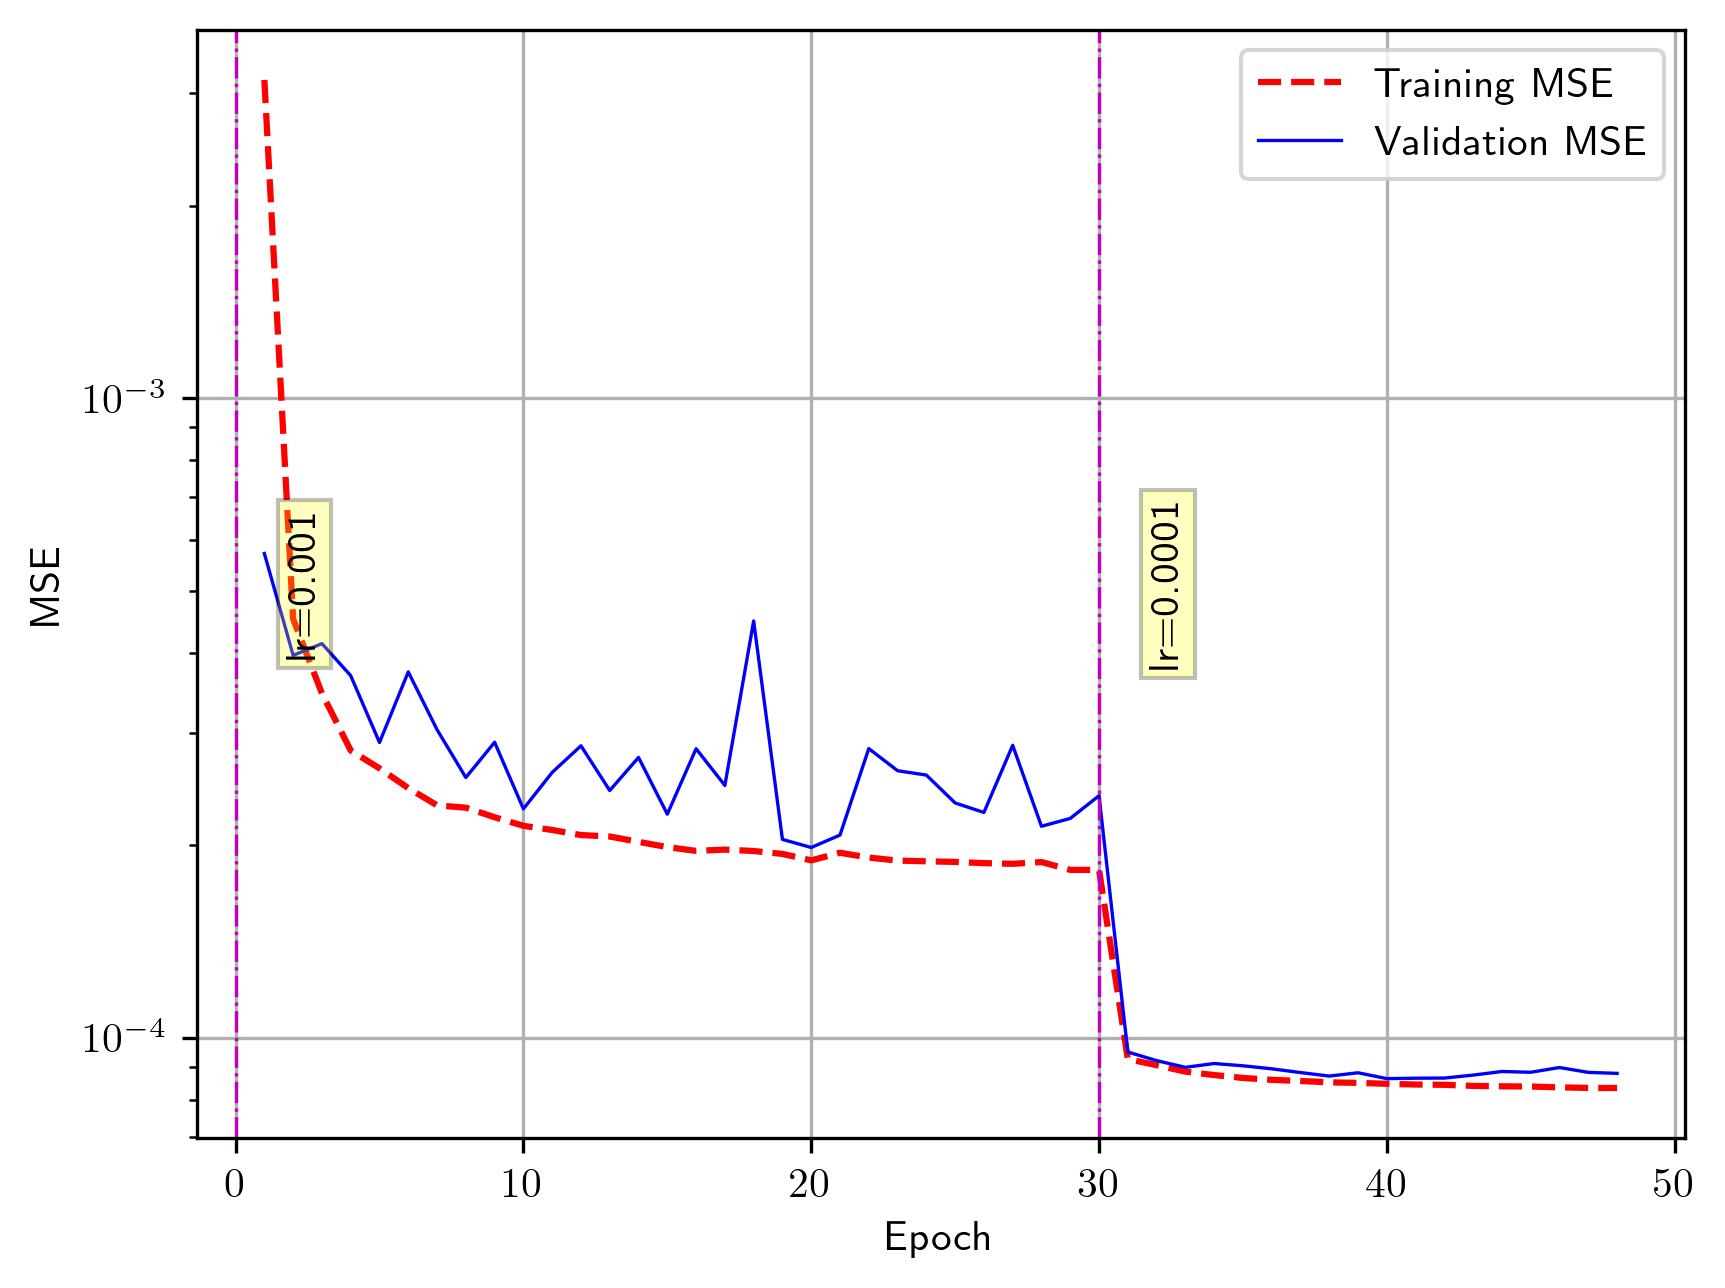 Training MSE
Validation MSE
10⁻³
10⁻⁴
MSE
lr=0.001
lr=0.0001
0 10 20 30 40 50
Epoch